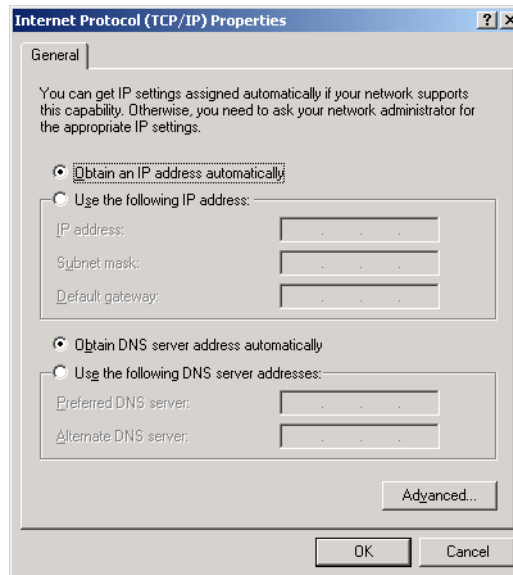 Internet Protocol (TCP/IP) Properties
General
You can get IP settings assigned automatically if your network supports
this capability. Otherwise, you need to ask your network administrator for
the appropriate IP settings.
Obtain an IP address automatically
Use the following IP address:
IP address:
Subnet mask:
Default gateway:
Obtain DNS server address automatically
Use the following DNS server addresses:
Preferred DNS server:
Alternate DNS server:
Advanced...
OK Cancel